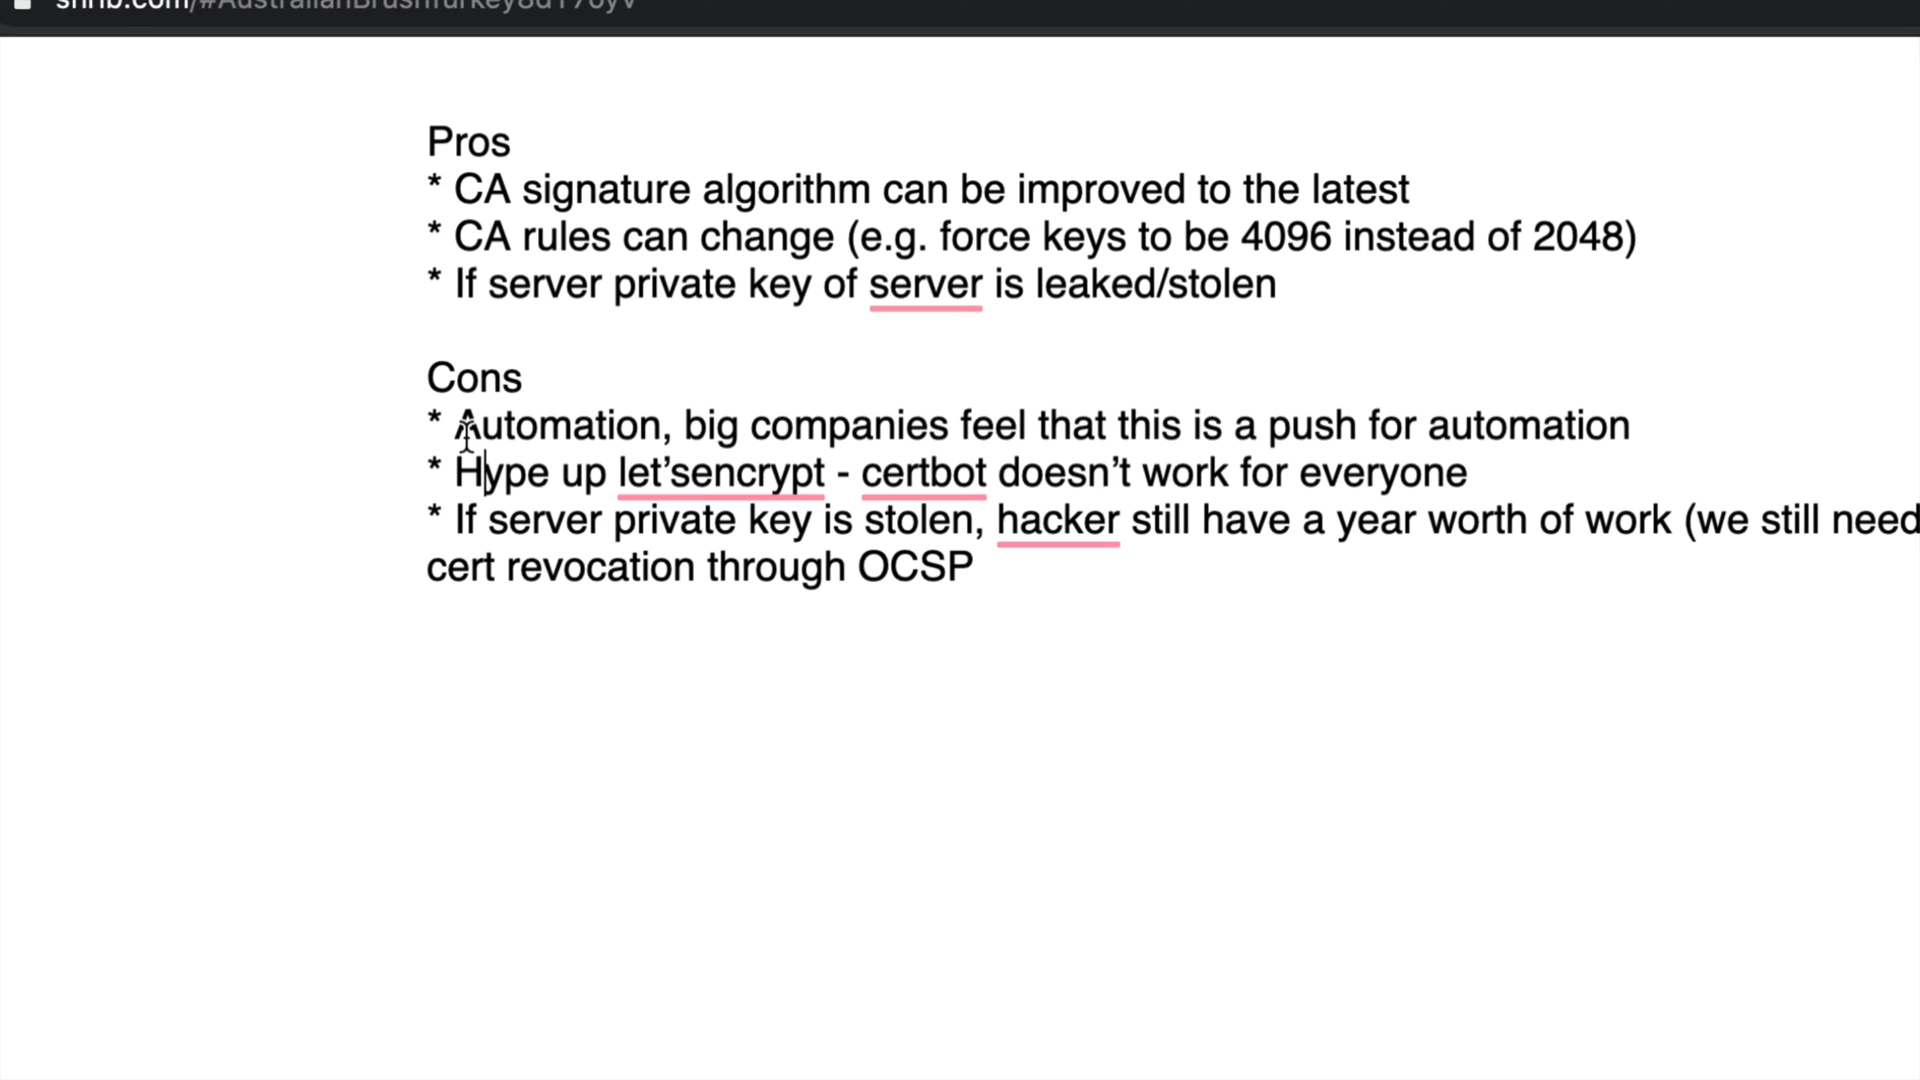 Pros
* CA signature algorithm can be improved to the latest
* CA rules can change (e.g. force keys to be 4096 instead of 2048)
* If server private key of server is leaked/stolen
Cons
* Automation, big companies feel that this is a push for automation
* Hype up let’sencrypt - certbot doesn’t work for everyone
* If server private key is stolen, hacker still have a year worth of work (we still need
cert revocation through OCSP